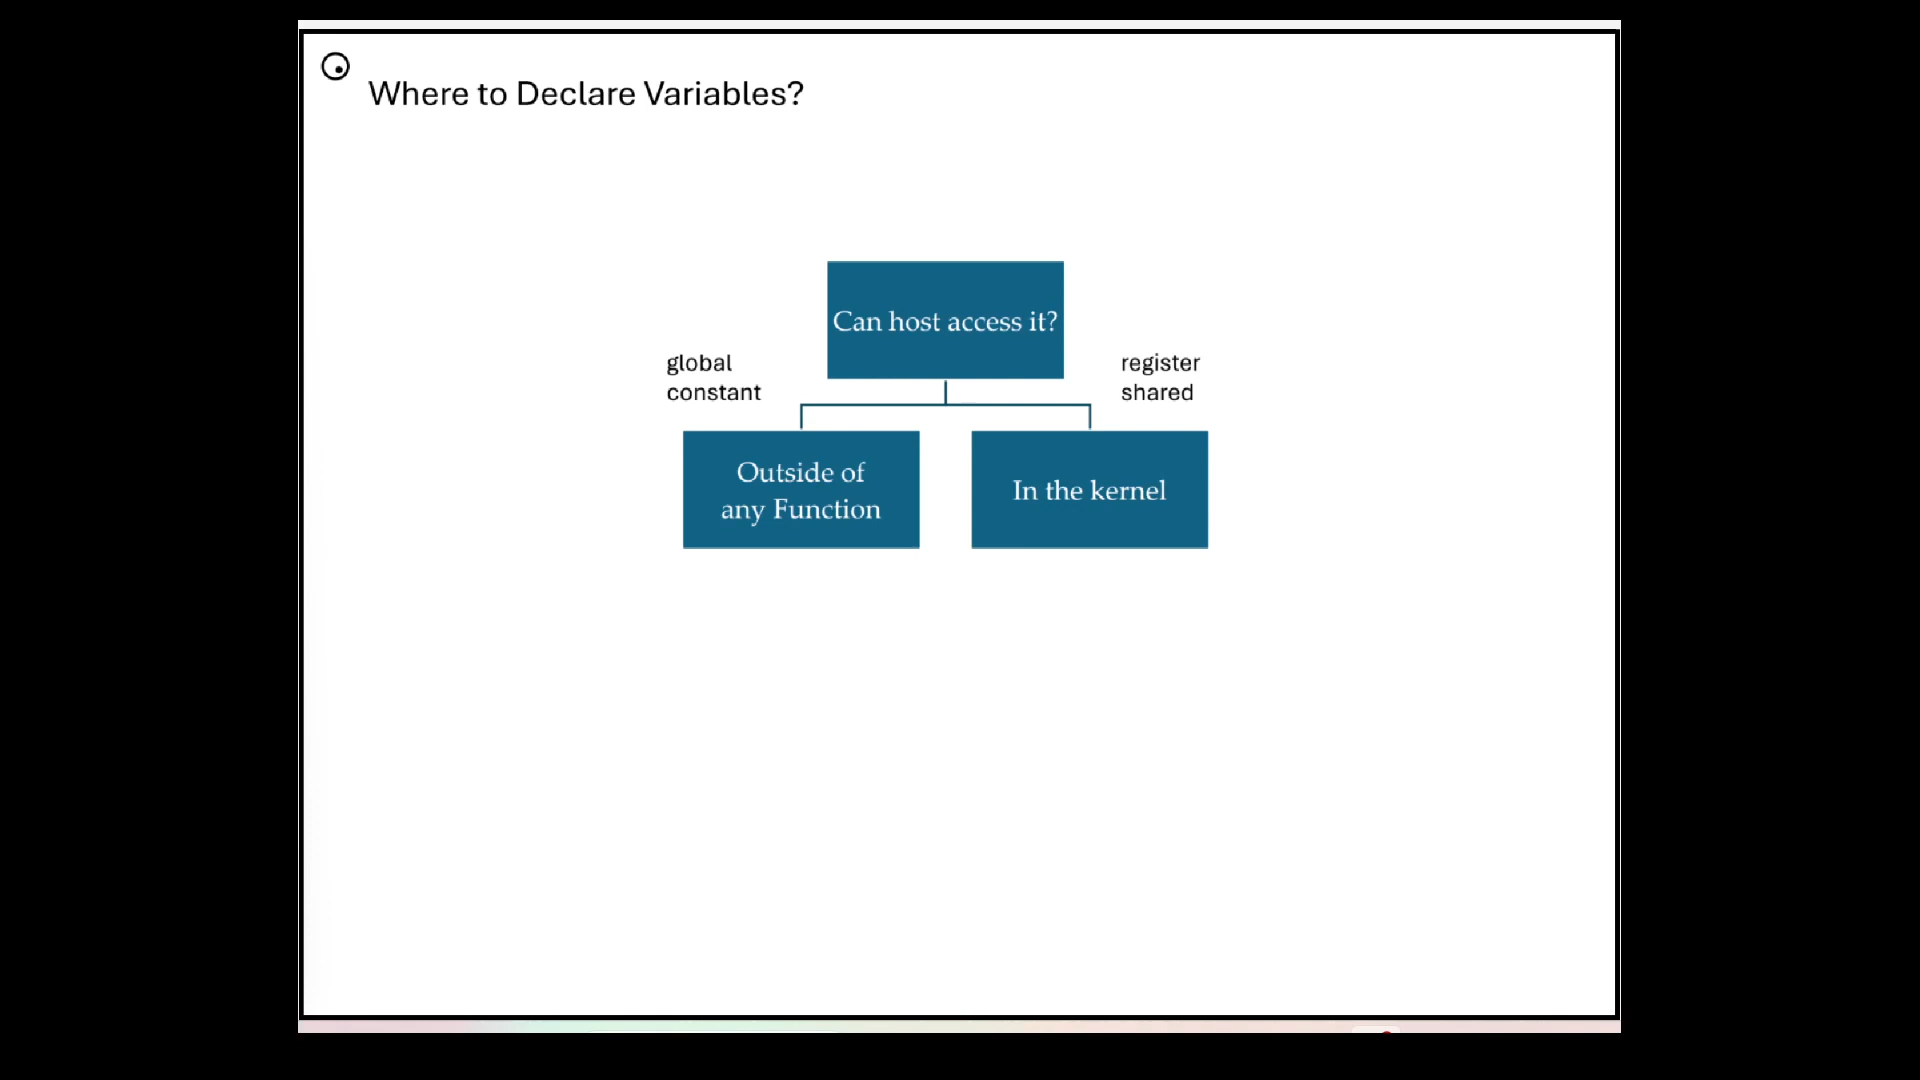 Where to Declare Variables?
Can host access it?
global
constant
register
shared
Outside of
any Function
In the kernel